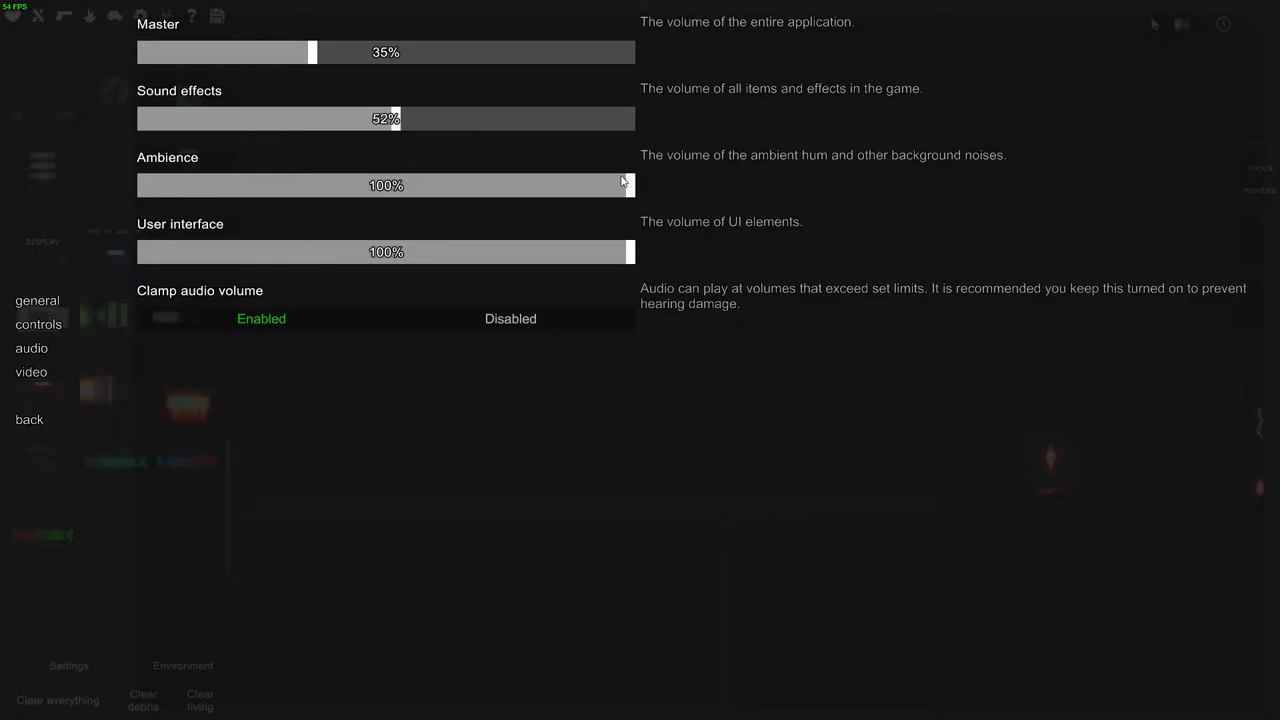 54 FPS
?
Master
The volume of the entire application.
35%
Sound effects
The volume of all items and effects in the game.
52%
Ambience
The volume of the ambient hum and other background noises.
100%
TOOLS
POWERS
User interface
The volume of UI elements.
DISPLAY
100%
Clamp audio volume
Audio can play at volumes that exceed set limits. It is recommended you keep this turned on to prevent
hearing damage.
Enabled
Disabled
general
controls
audio
video
back
Settings
Environment
Clear everything
Clear
debris
Clear
living